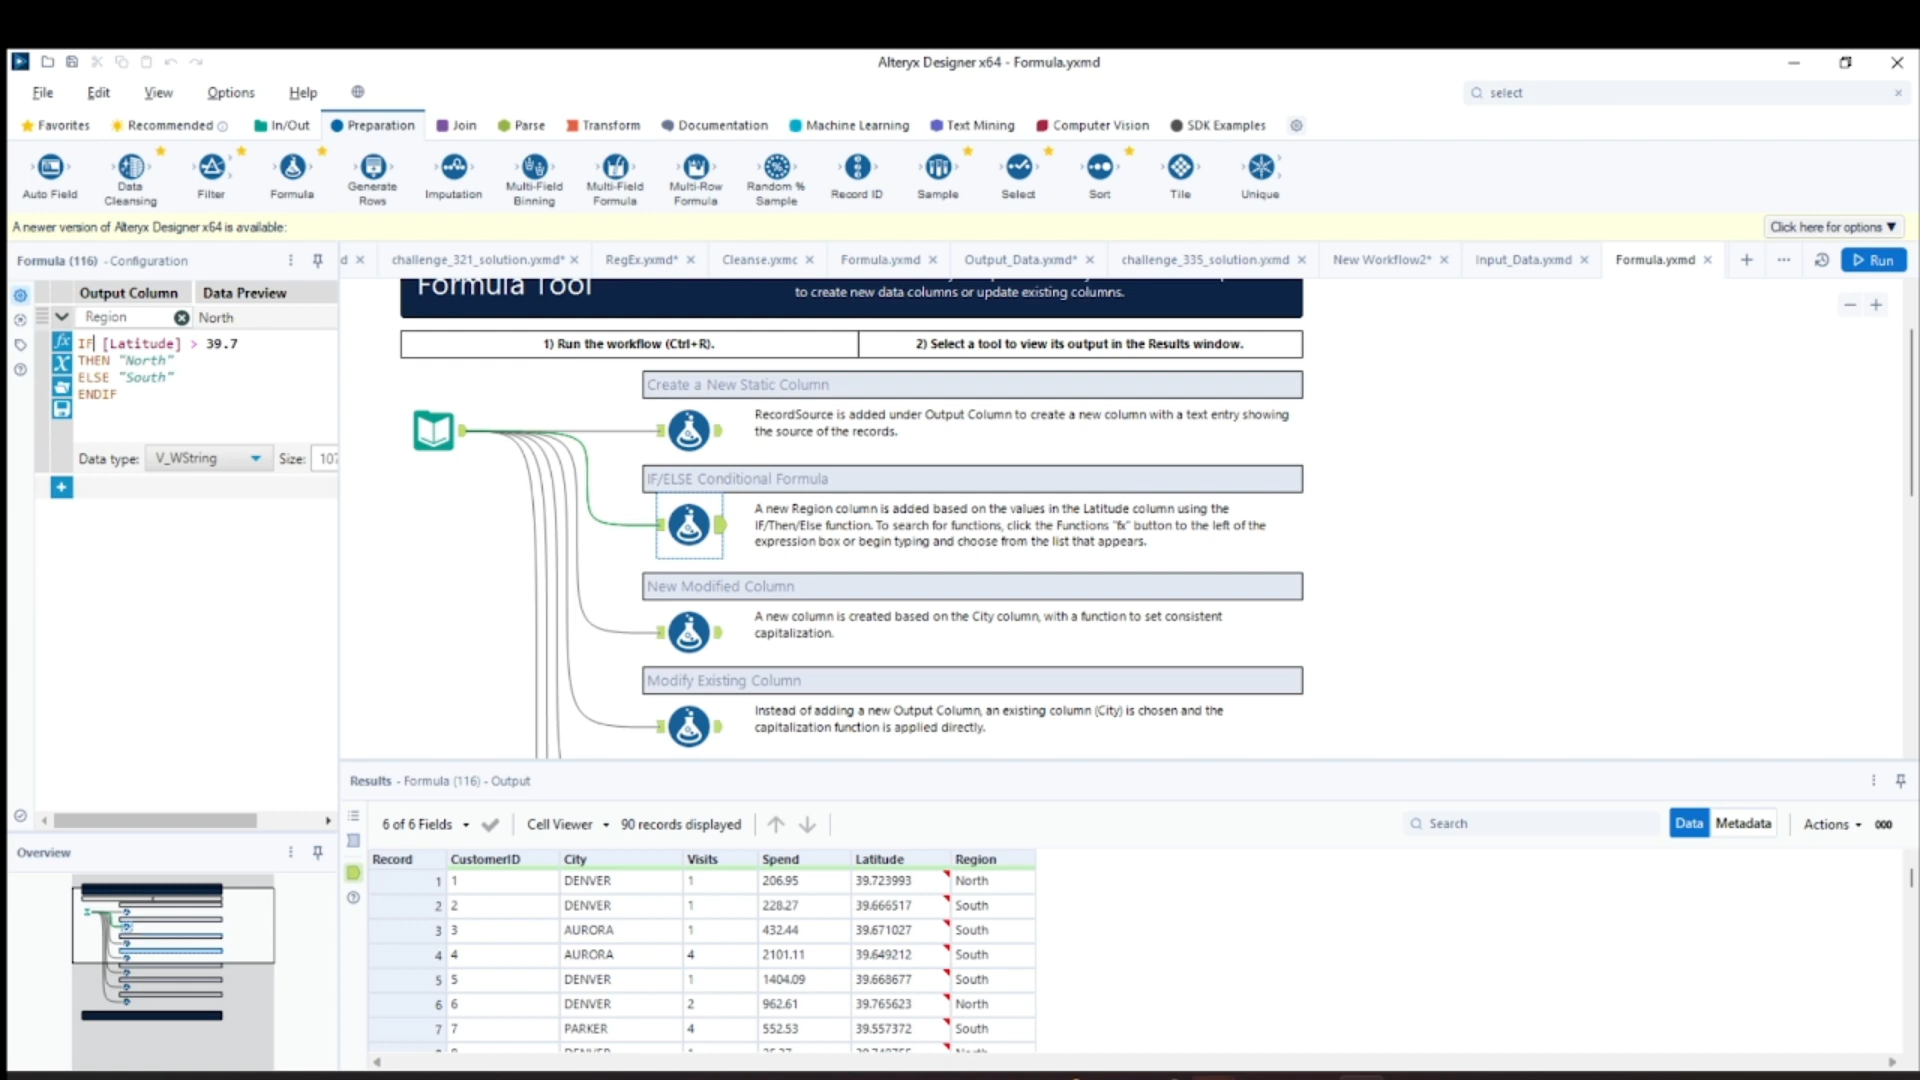 Alteryx Designer x64 - Formula.yxmd
File Edit View Options Help
select
Favorites Recommended In/Out Preparation Join Parse Transform Documentation Machine Learning Text Mining Computer Vision SDK Examples
Auto Field
Data Cleansing
Filter
Formula
Generate Rows
Imputation
Multi-Field Binning
Multi-Field Formula
Multi-Row Formula
Random % Sample
Record ID
Sample
Select
Sort
Tile
Unique
A newer version of Alteryx Designer x64 is available:
Click here for options ▼
Formula (116) - Configuration
d challenge_321_solution.yxmd* RegEx.yxmd* Cleanse.yxmc Formula.yxmd Output_Data.yxmd* challenge_335_solution.yxmd New Workflow2* Input_Data.yxmd Formula.yxmd
Run
Output Column Data Preview
Region North
IF [Latitude] > 39.7
THEN "North"
ELSE "South"
ENDIF
Data type: V_WString Size: 107
Formula Tool
to create new data columns or update existing columns.
1) Run the workflow (Ctrl+R).
2) Select a tool to view its output in the Results window.
Create a New Static Column
RecordSource is added under Output Column to create a new column with a text entry showing
the source of the records.
IF/ELSE Conditional Formula
A new Region column is added based on the values in the Latitude column using the
IF/Then/Else function. To search for functions, click the Functions "fx" button to the left of the
expression box or begin typing and choose from the list that appears.
New Modified Column
A new column is created based on the City column, with a function to set consistent
capitalization.
Modify Existing Column
Instead of adding a new Output Column, an existing column (City) is chosen and the
capitalization function is applied directly.
Overview
Results - Formula (116) - Output
6 of 6 Fields Cell Viewer 90 records displayed
Search
Data Metadata Actions 000
Record CustomerID City Visits Spend Latitude Region
1 1 DENVER 1 206.95 39.723993 North
2 2 DENVER 1 228.27 39.666517 South
3 3 AURORA 1 432.44 39.671027 South
4 4 AURORA 4 2101.11 39.649212 South
5 5 DENVER 1 1404.09 39.668677 South
6 6 DENVER 2 962.61 39.765623 North
7 7 PARKER 4 552.53 39.557372 South